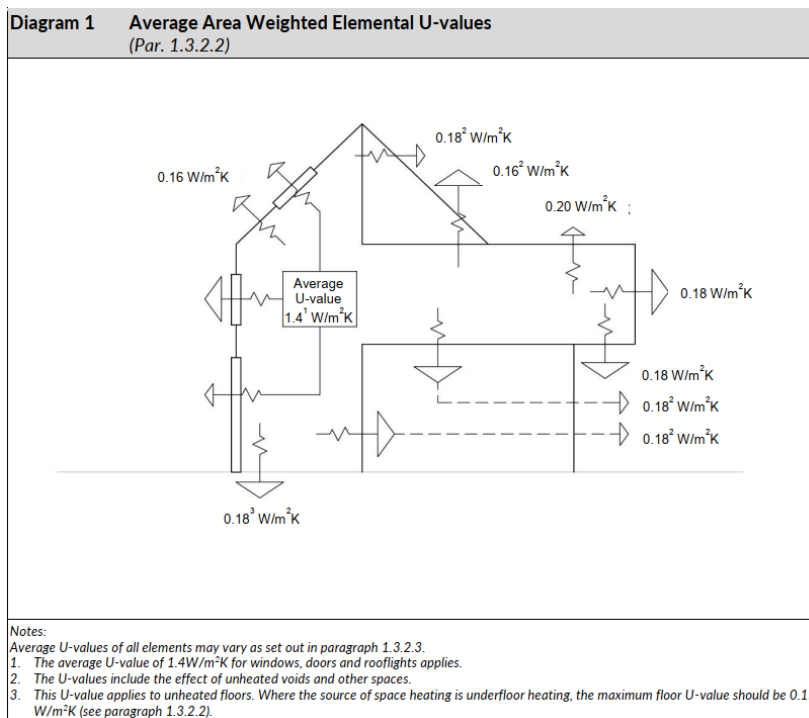 Diagram 1 Average Area Weighted Elemental U-values
(Par. 1.3.2.2)
0.18² W/m²K
0.16 W/m²K
0.16² W/m²K
0.20 W/m²K ;
Average
U-value
1.4¹ W/m²K
0.18 W/m²K
0.18 W/m²K
0.18² W/m²K
0.18² W/m²K
0.18³ W/m²K
Notes:
Average U-values of all elements may vary as set out in paragraph 1.3.2.3.
1. The average U-value of 1.4W/m²K for windows, doors and rooflights applies.
2. The U-values include the effect of unheated voids and other spaces.
3. This U-value applies to unheated floors. Where the source of space heating is underfloor heating, the maximum floor U-value should be 0.1
W/m²K (see paragraph 1.3.2.2).